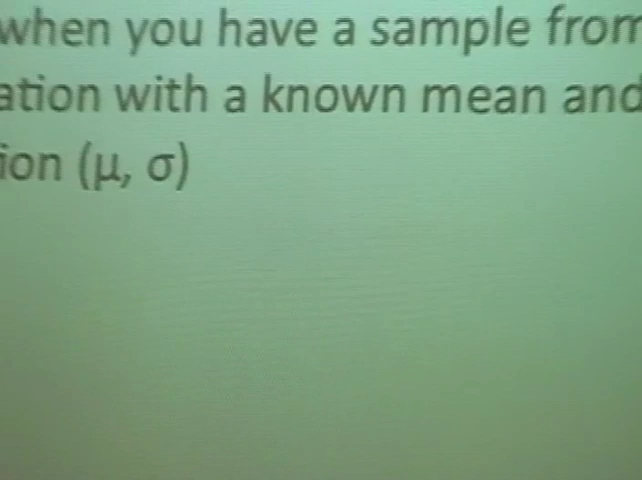 when you have a sample from
ation with a known mean and
ion (μ, σ)